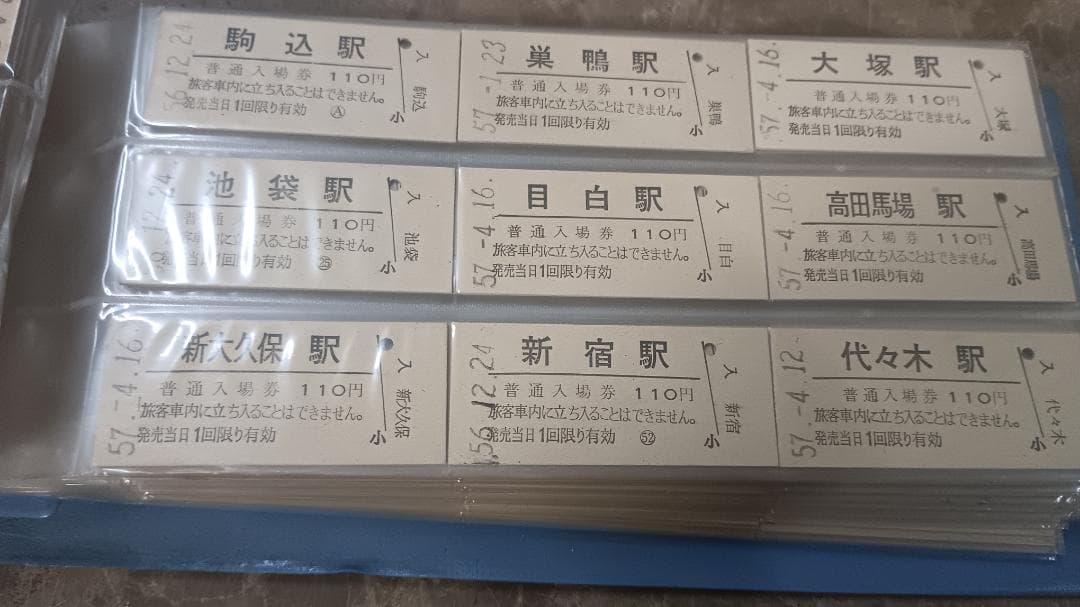 56.12.24
駒込駅
普通入場券 110円
旅客車内に立ち入ることはできません。
発売当日1回限り有効 Ⓐ
入 駒込
小
57.-1.23
巣鴨駅
普通入場券 110円
旅客車内に立ち入ることはできません。
発売当日1回限り有効
入 巣鴨
小
57.-4.16.
大塚駅
普通入場券 110円
旅客車内に立ち入ることはできません。
発売当日1回限り有効
入 大塚
小
12.24
池袋駅
普通入場券 110円
旅客車内に立ち入ることはできません。
発売当日1回限り有効 ㉕
入 池袋
小
57.-4.16.
目白駅
普通入場券 110円
旅客車内に立ち入ることはできません。
発売当日1回限り有効
入 目白
小
57.-4.16.
高田馬場駅
普通入場券 110円
旅客車内に立ち入ることはできません。
発売当日1回限り有効
入 高田馬場
小
57.-4.16.
新大久保駅
普通入場券 110円
旅客車内に立ち入ることはできません。
発売当日1回限り有効
入 新大久保
小
56.12.24
新宿駅
普通入場券 110円
旅客車内に立ち入ることはできません。
発売当日1回限り有効 52
入 新宿
小
57.-4.12
代々木駅
普通入場券 110円
旅客車内に立ち入ることはできません。
発売当日1回限り有効
入 代々木
小